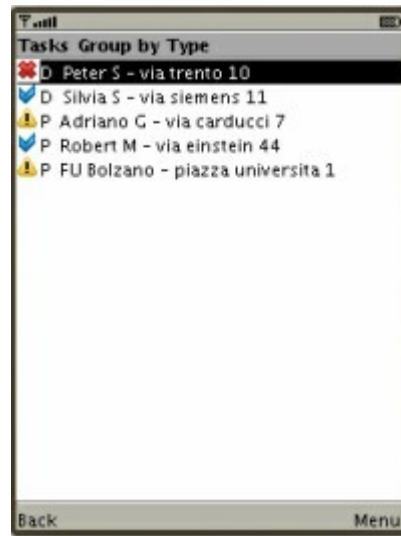 Tasks Group by Type
D Peter S - via trento 10
D Silvia S - via siemens 11
P Adriano G - via carducci 7
P Robert M - via einstein 44
P FU Bolzano - piazza universita 1
Back Menu